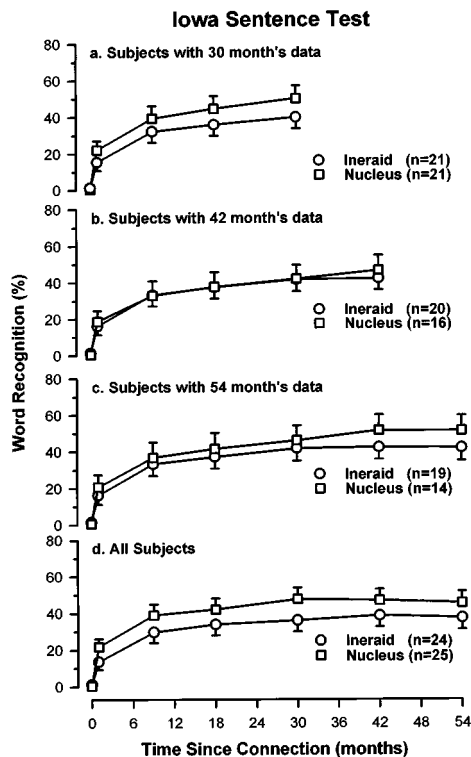 Iowa Sentence Test
a. Subjects with 30 month's data
80
60
40
20
0
Ineraid (n=21)
Nucleus (n=21)
b. Subjects with 42 month's data
80
60
40
20
0
Ineraid (n=20)
Nucleus (n=16)
Word Recognition (%)
c. Subjects with 54 month's data
80
60
40
20
0
Ineraid (n=19)
Nucleus (n=14)
d. All Subjects
80
60
40
20
0
Ineraid (n=24)
Nucleus (n=25)
0 6 12 18 24 30 36 42 48 54
Time Since Connection (months)